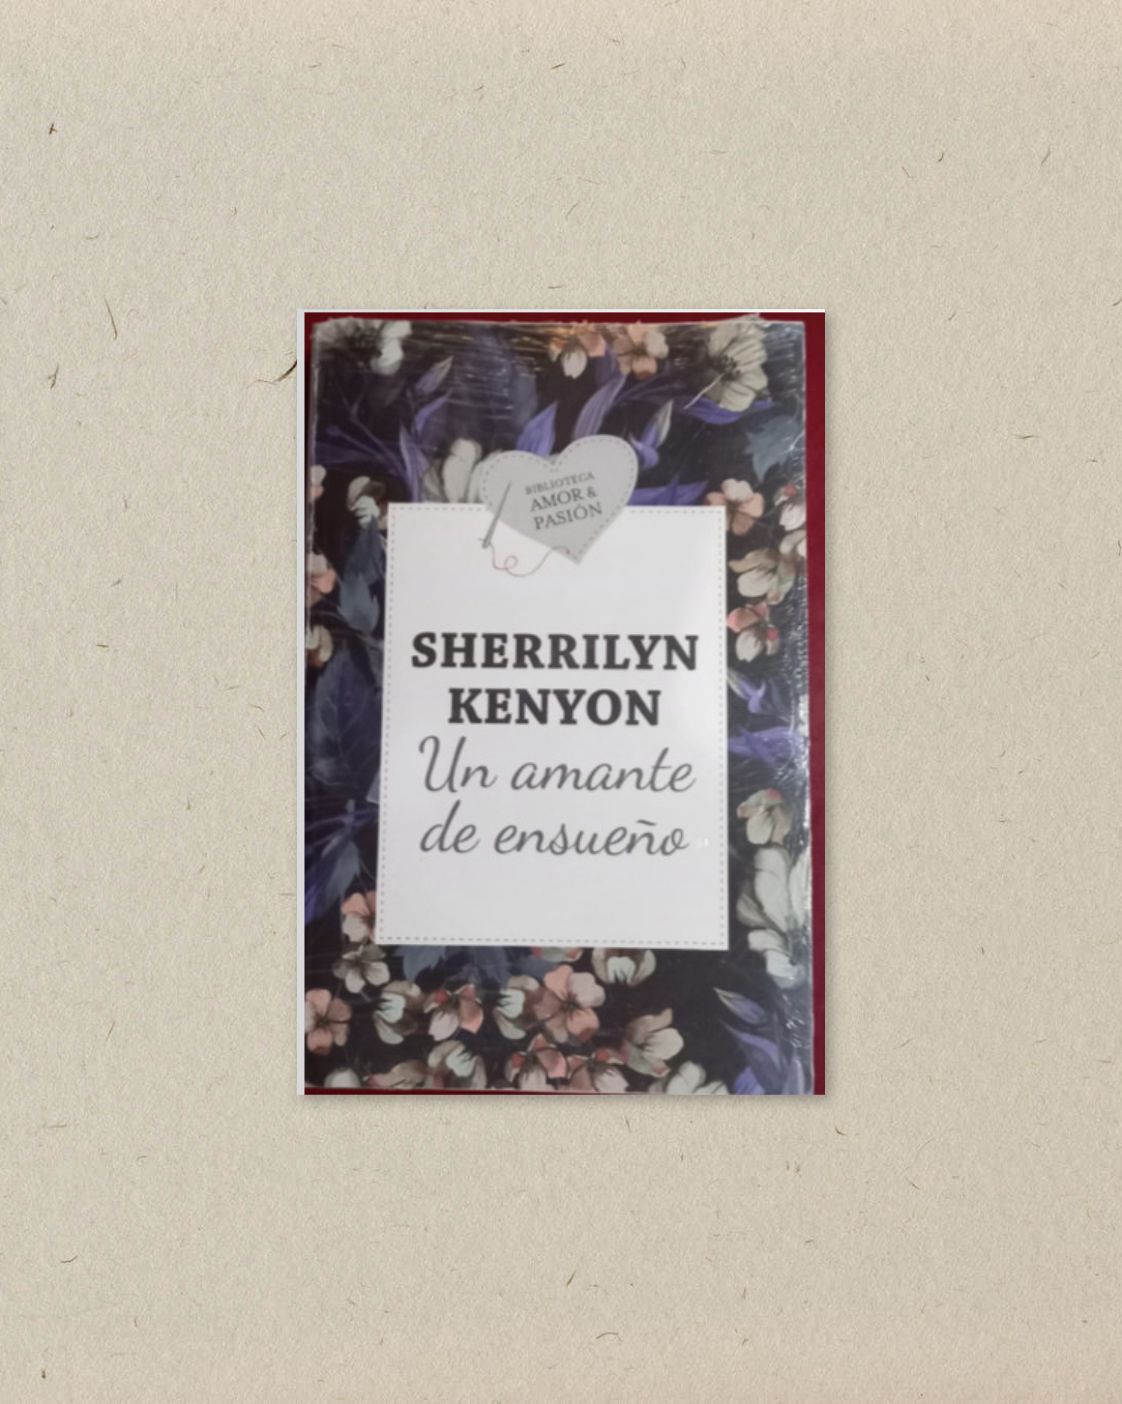 BIBLIOTECA
AMOR &
PASIÓN
SHERRILYN
KENYON
Un amante
de ensueño